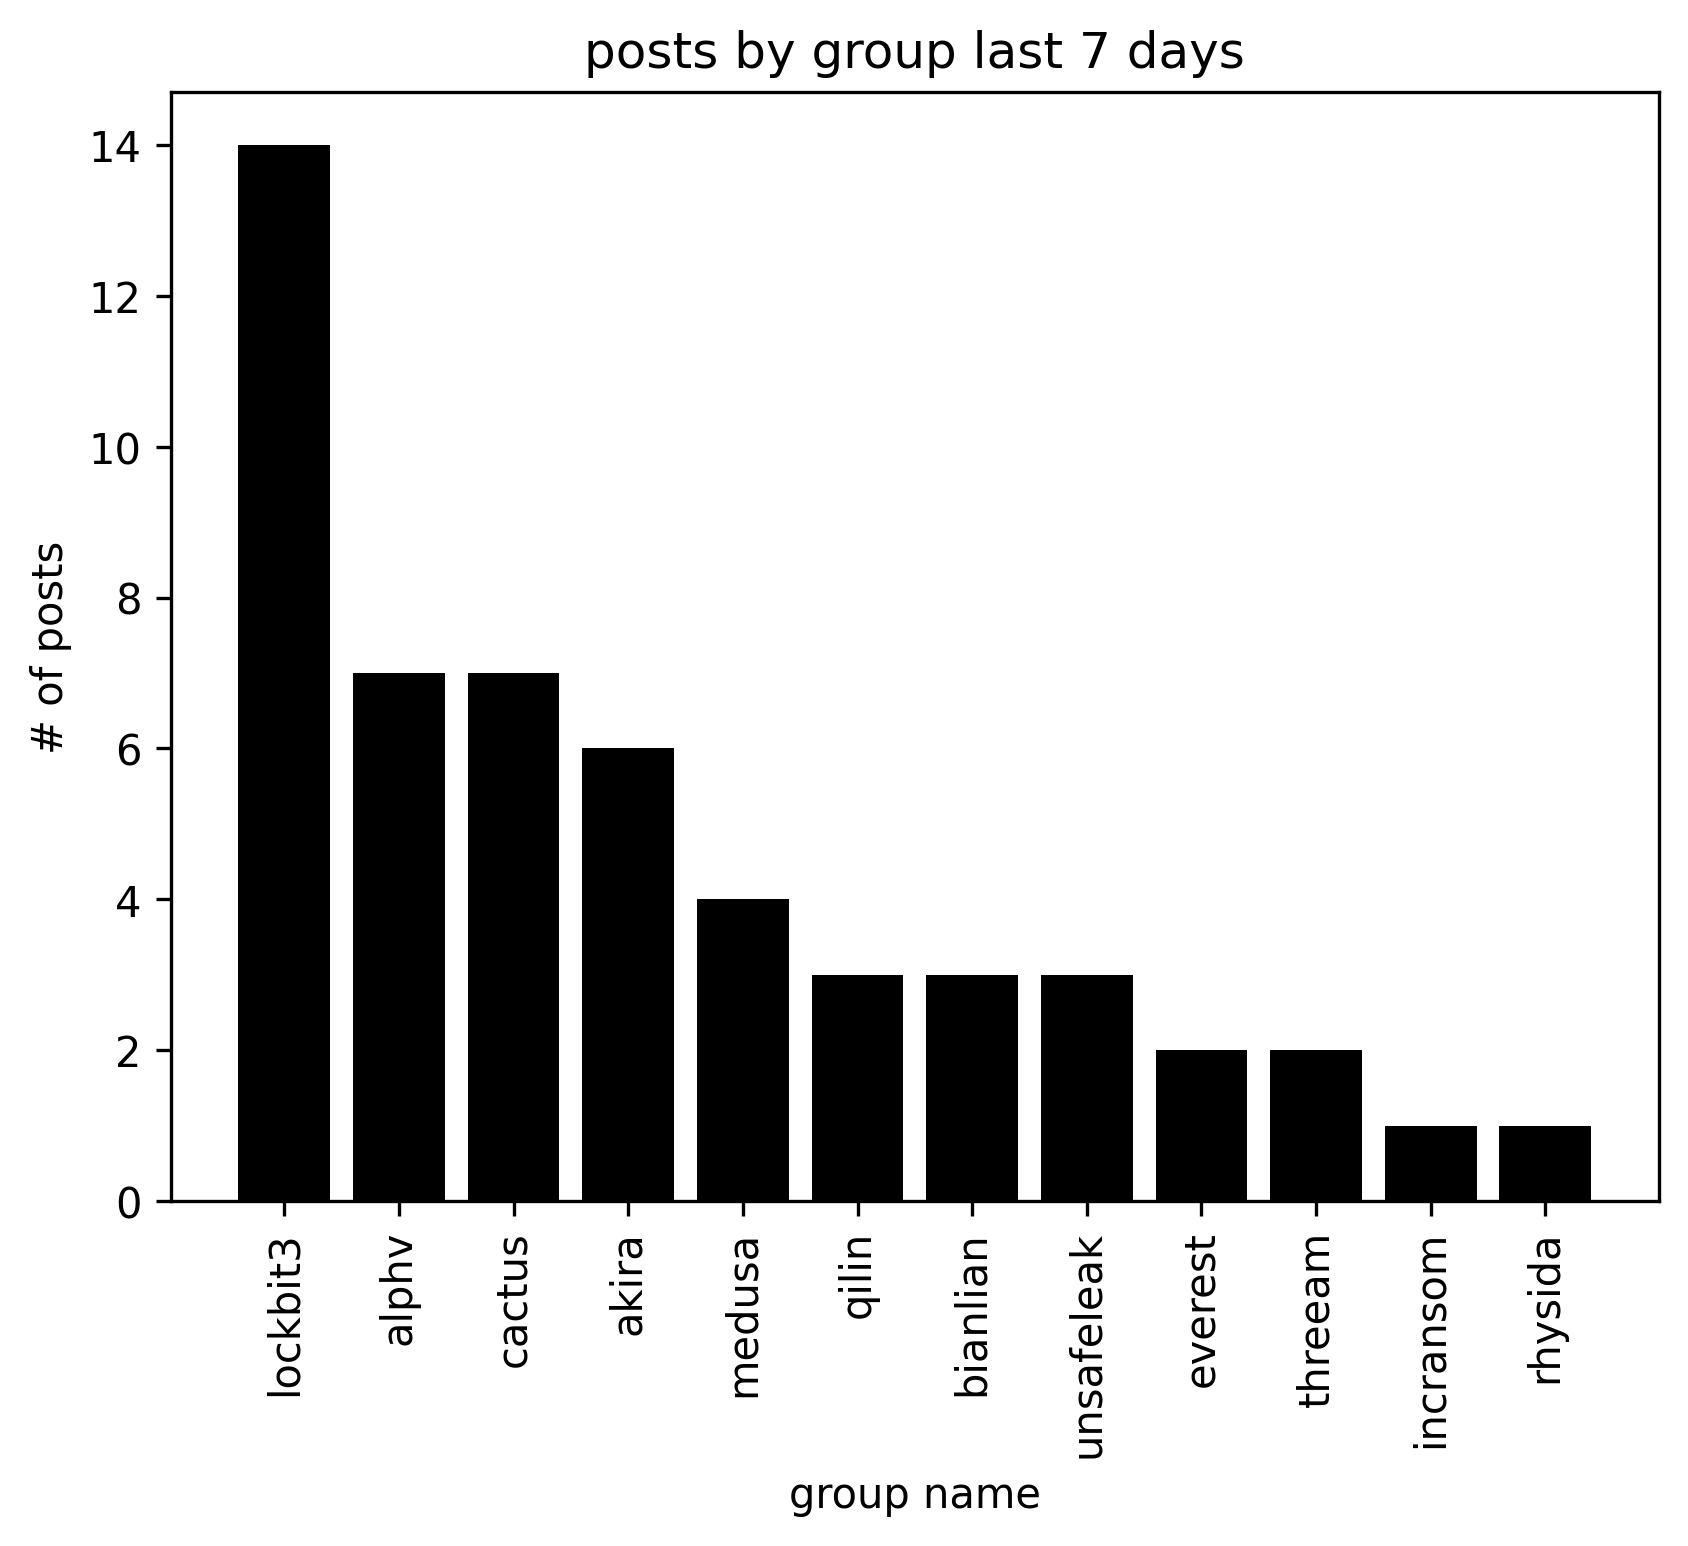 posts by group last 7 days
# of posts
14
12
10
8
6
4
2
0
lockbit3
alphv
cactus
akira
medusa
qilin
bianlian
unsafeleak
everest
threeam
incransom
rhysida
group name